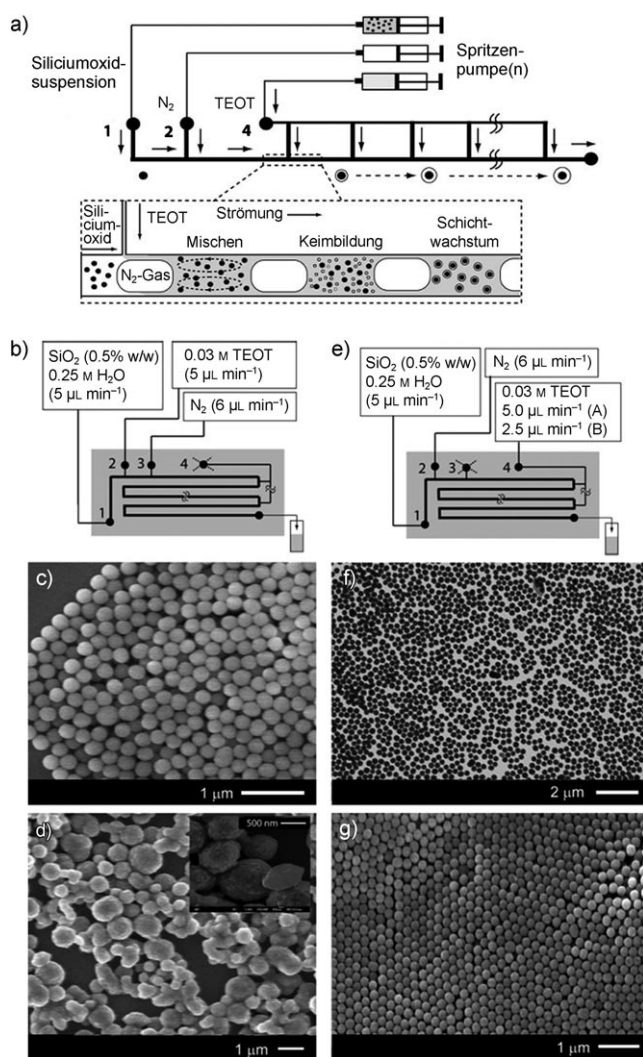 a)
Siliciumoxid-
suspension
Spritzen-
pumpe(n)
N₂
TEOT
1
2
4
Sili-
cium-
oxid
TEOT
Strömung
Mischen
Keimbildung
Schicht-
wachstum
N₂-Gas
b)
SiO₂ (0.5% w/w)
0.25 M H₂O
(5 µL min⁻¹)
0.03 M TEOT
(5 µL min⁻¹)
N₂ (6 µL min⁻¹)
2
3
4
1
e)
SiO₂ (0.5% w/w)
0.25 M H₂O
(5 µL min⁻¹)
N₂ (6 µL min⁻¹)
0.03 M TEOT
5.0 µL min⁻¹ (A)
2.5 µL min⁻¹ (B)
2
3
4
1
c)
1 µm
f)
2 µm
d)
500 nm
1 µm
g)
1 µm